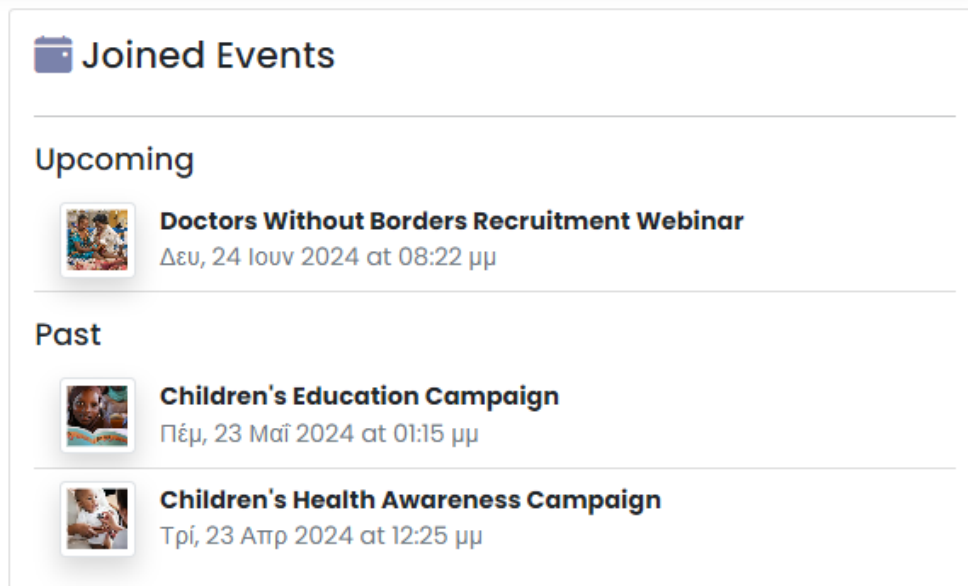 Joined Events
Upcoming
Doctors Without Borders Recruitment Webinar
Δευ, 24 Ιουν 2024 at 08:22 μμ
Past
Children's Education Campaign
Πέμ, 23 Μαΐ 2024 at 01:15 μμ
Children's Health Awareness Campaign
Τρί, 23 Απρ 2024 at 12:25 μμ